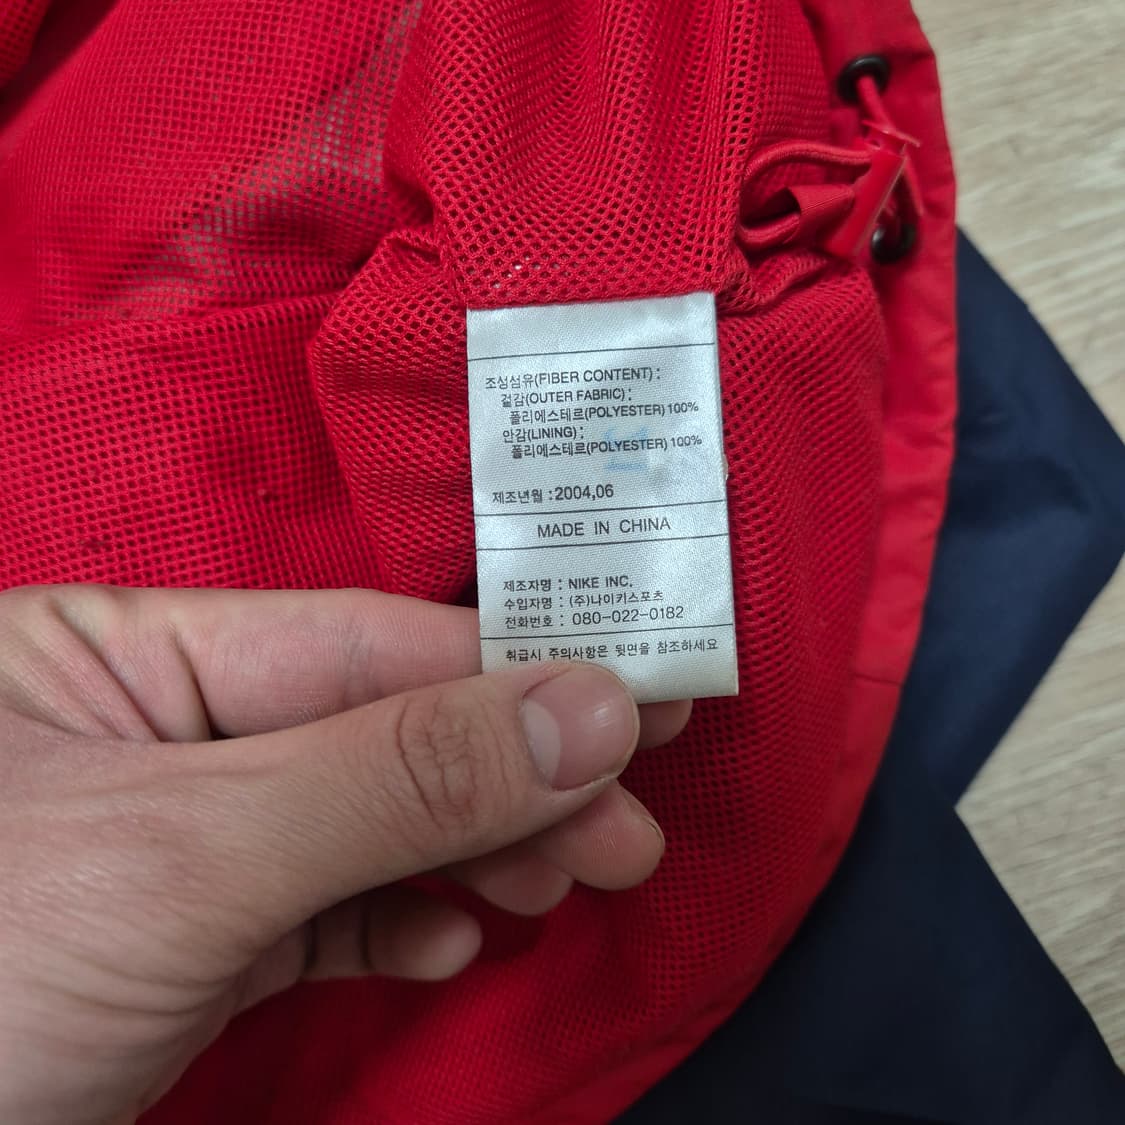 조성섬유(FIBER CONTENT) :
겉감(OUTER FABRIC) :
폴리에스테르(POLYESTER) 100%
안감(LINING) :
폴리에스테르(POLYESTER) 100%
제조년월 : 2004,06
MADE IN CHINA
제조자명 : NIKE INC.
수입자명 : (주)나이키스포츠
전화번호 : 080-022-0182
취급시 주의사항은 뒷면을 참조하세요